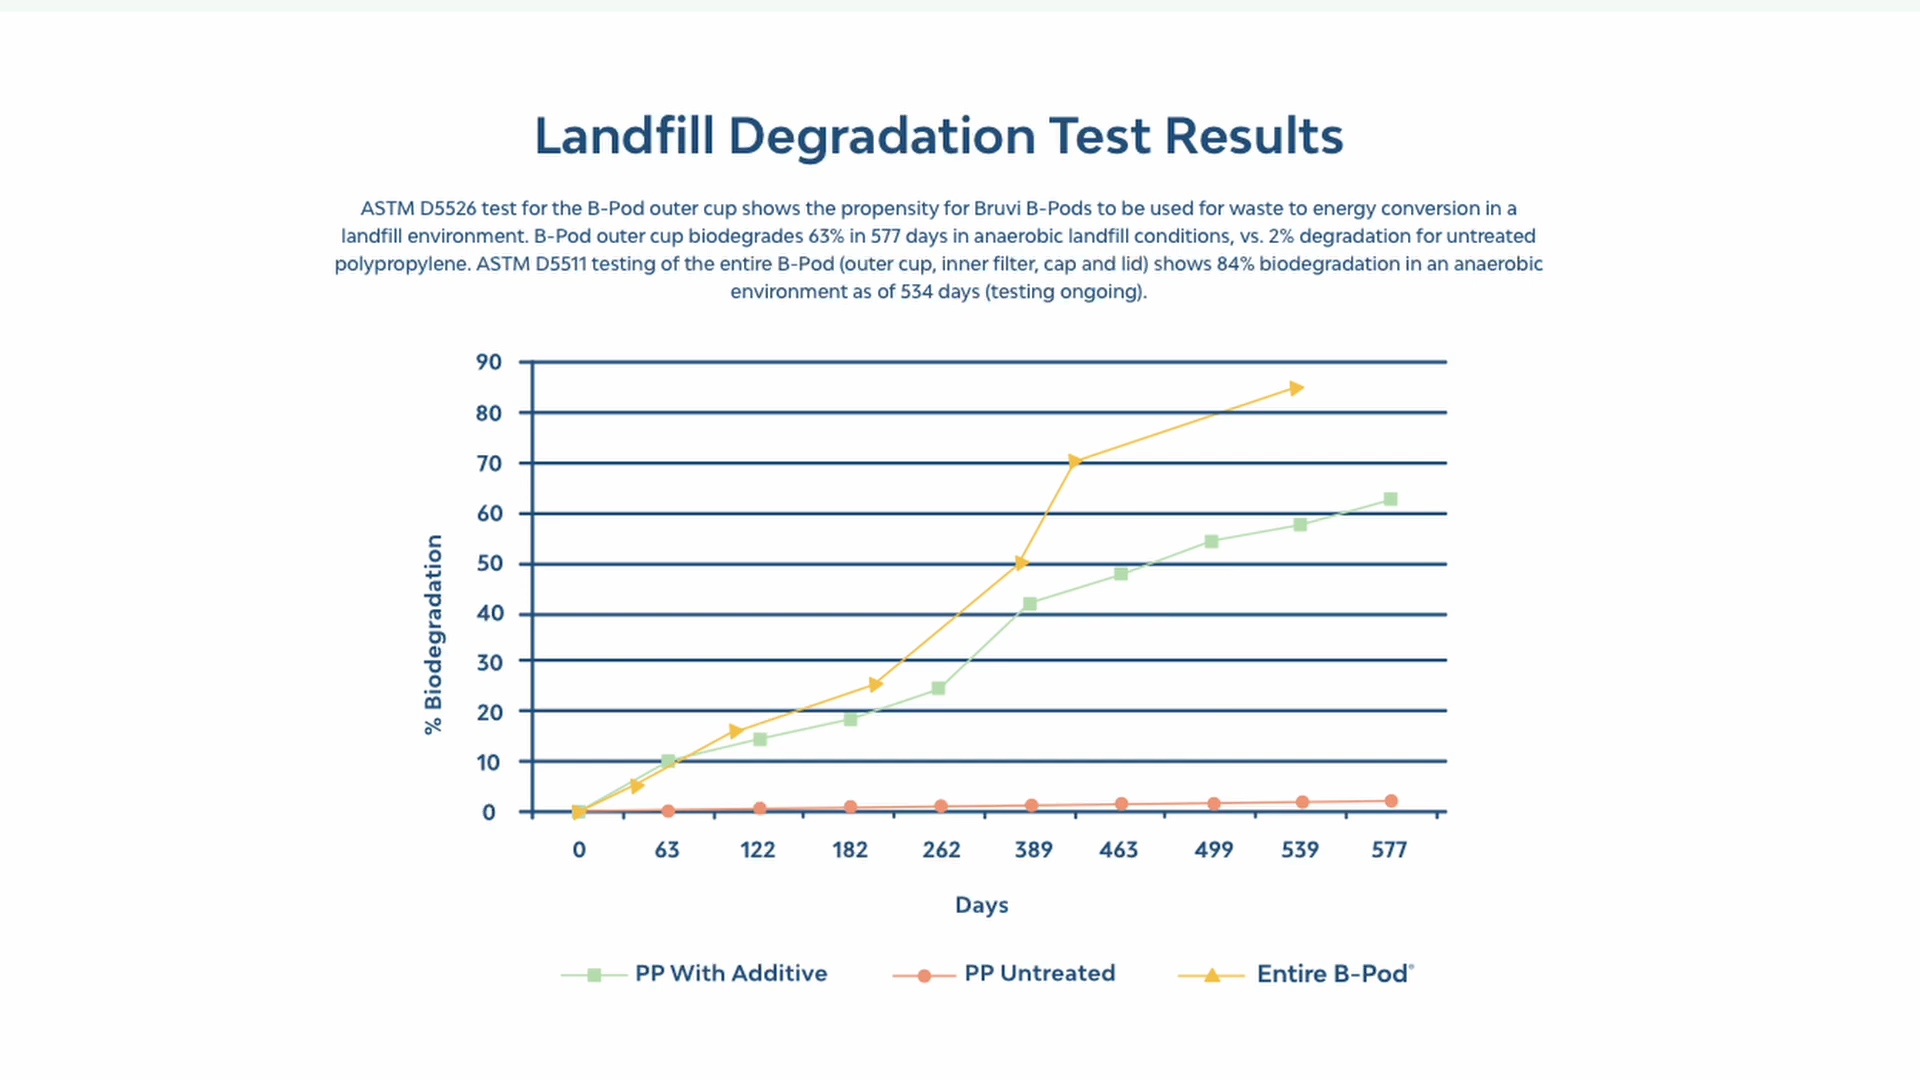 Landfill Degradation Test Results
ASTM D5526 test for the B-Pod outer cup shows the propensity for Bruvi B-Pods to be used for waste to energy conversion in a
landfill environment. B-Pod outer cup biodegrades 63% in 577 days in anaerobic landfill conditions, vs. 2% degradation for untreated
polypropylene. ASTM D5511 testing of the entire B-Pod (outer cup, inner filter, cap and lid) shows 84% biodegradation in an anaerobic
environment as of 534 days (testing ongoing).
% Biodegradation
90
80
70
60
50
40
30
20
10
0
0 63 122 182 262 389 463 499 539 577
Days
PP With Additive PP Untreated Entire B-Pod®